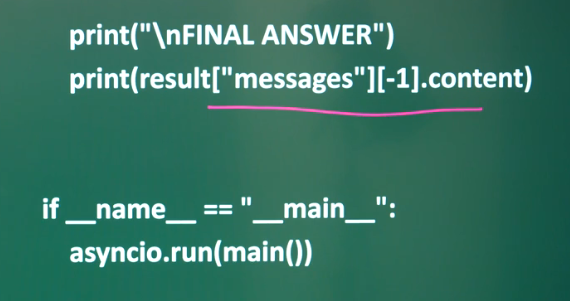 print("\nFINAL ANSWER")
print(result["messages"][-1].content)
if __name__ == "__main__":
asyncio.run(main())